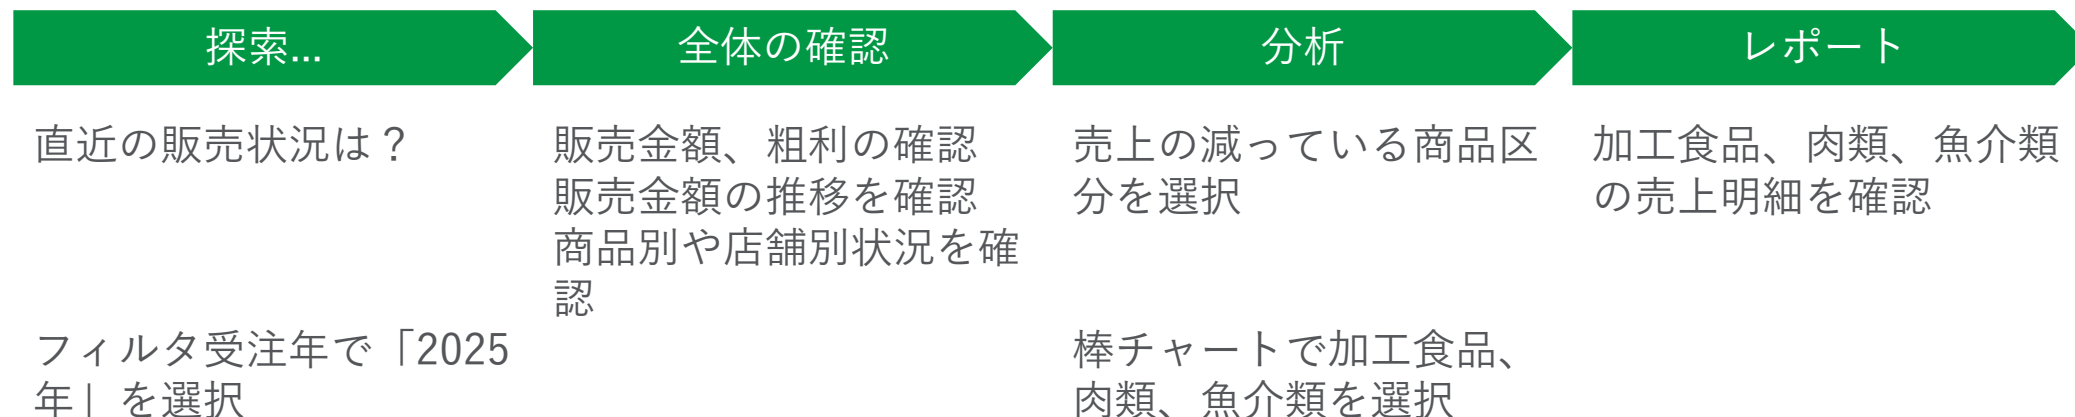 探索...
全体の確認
分析
レポート
直近の販売状況は？
販売金額、粗利の確認
販売金額の推移を確認
商品別や店舗別状況を確
認
売上の減っている商品区
分を選択
加工食品、肉類、魚介類
の売上明細を確認
フィルタ受注年で「2025
年」を選択
棒チャートで加工食品、
肉類、魚介類を選択